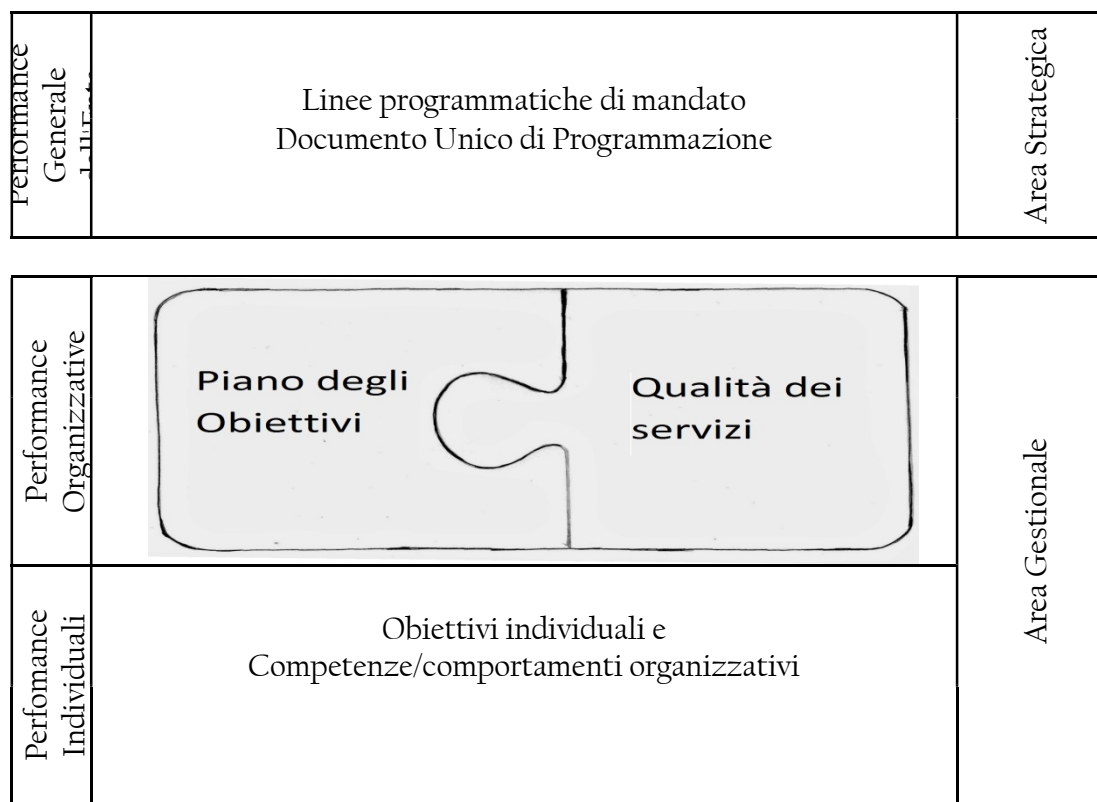 Performance
Generale
Linee programmatiche di mandato
Documento Unico di Programmazione
Area Strategica
Performance
Organizzative
Piano degli
Obiettivi
Qualità dei
servizi
Area Gestionale
Perfomance
Individuali
Obiettivi individuali e
Competenze/comportamenti organizzativi